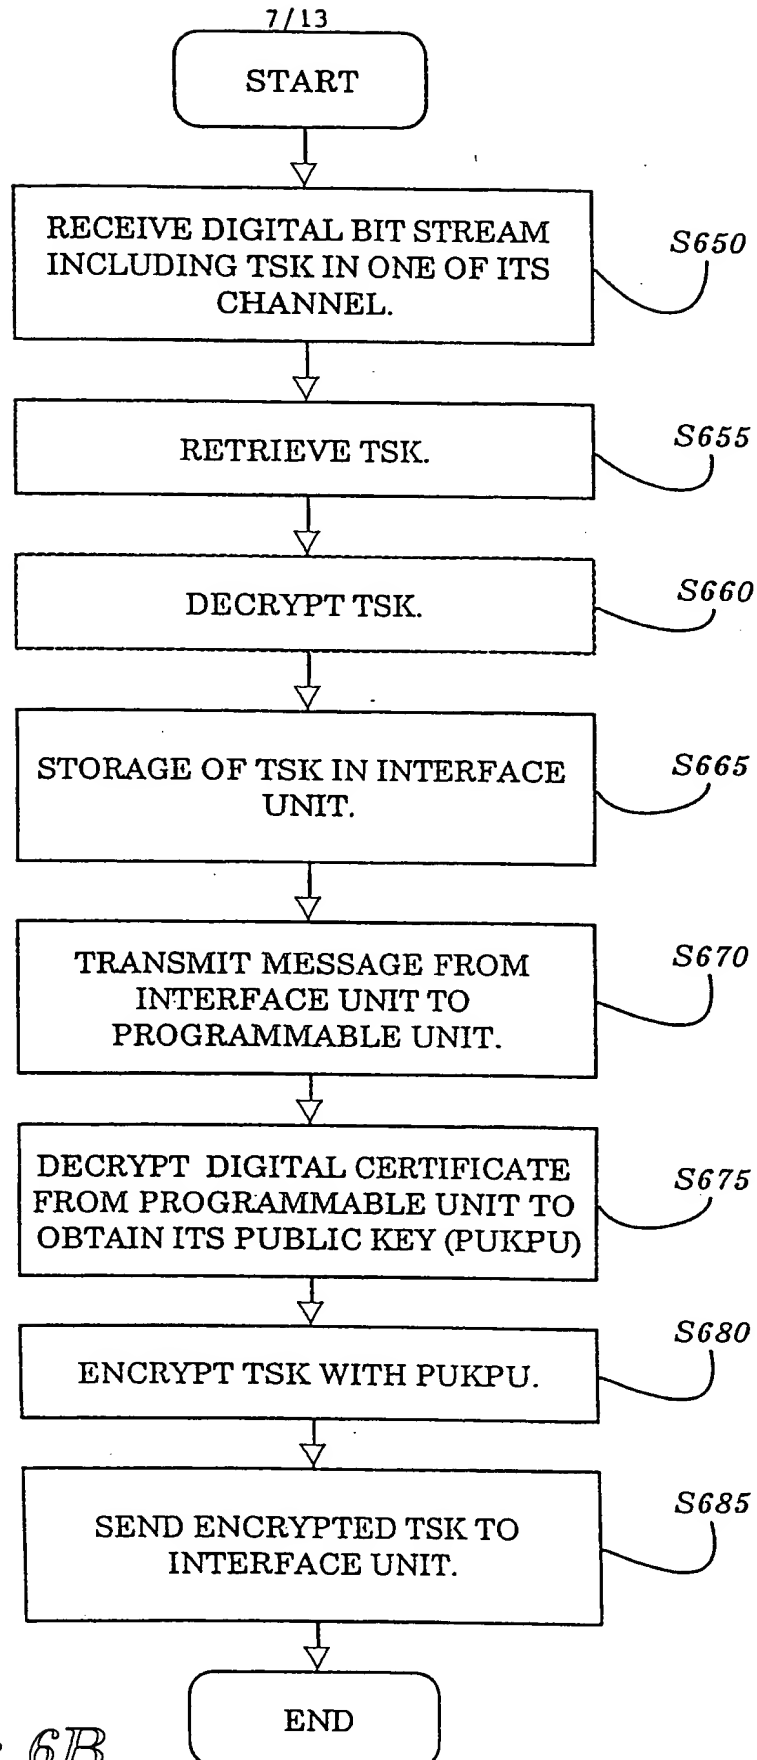 7/13
START
RECEIVE DIGITAL BIT STREAM
INCLUDING TSK IN ONE OF ITS
CHANNEL.
S650
RETRIEVE TSK.
S655
DECRYPT TSK.
S660
STORAGE OF TSK IN INTERFACE
UNIT.
S665
TRANSMIT MESSAGE FROM
INTERFACE UNIT TO
PROGRAMMABLE UNIT.
S670
DECRYPT DIGITAL CERTIFICATE
FROM PROGRAMMABLE UNIT TO
OBTAIN ITS PUBLIC KEY (PUKPU)
S675
ENCRYPT TSK WITH PUKPU.
S680
SEND ENCRYPTED TSK TO
INTERFACE UNIT.
S685
END
6B